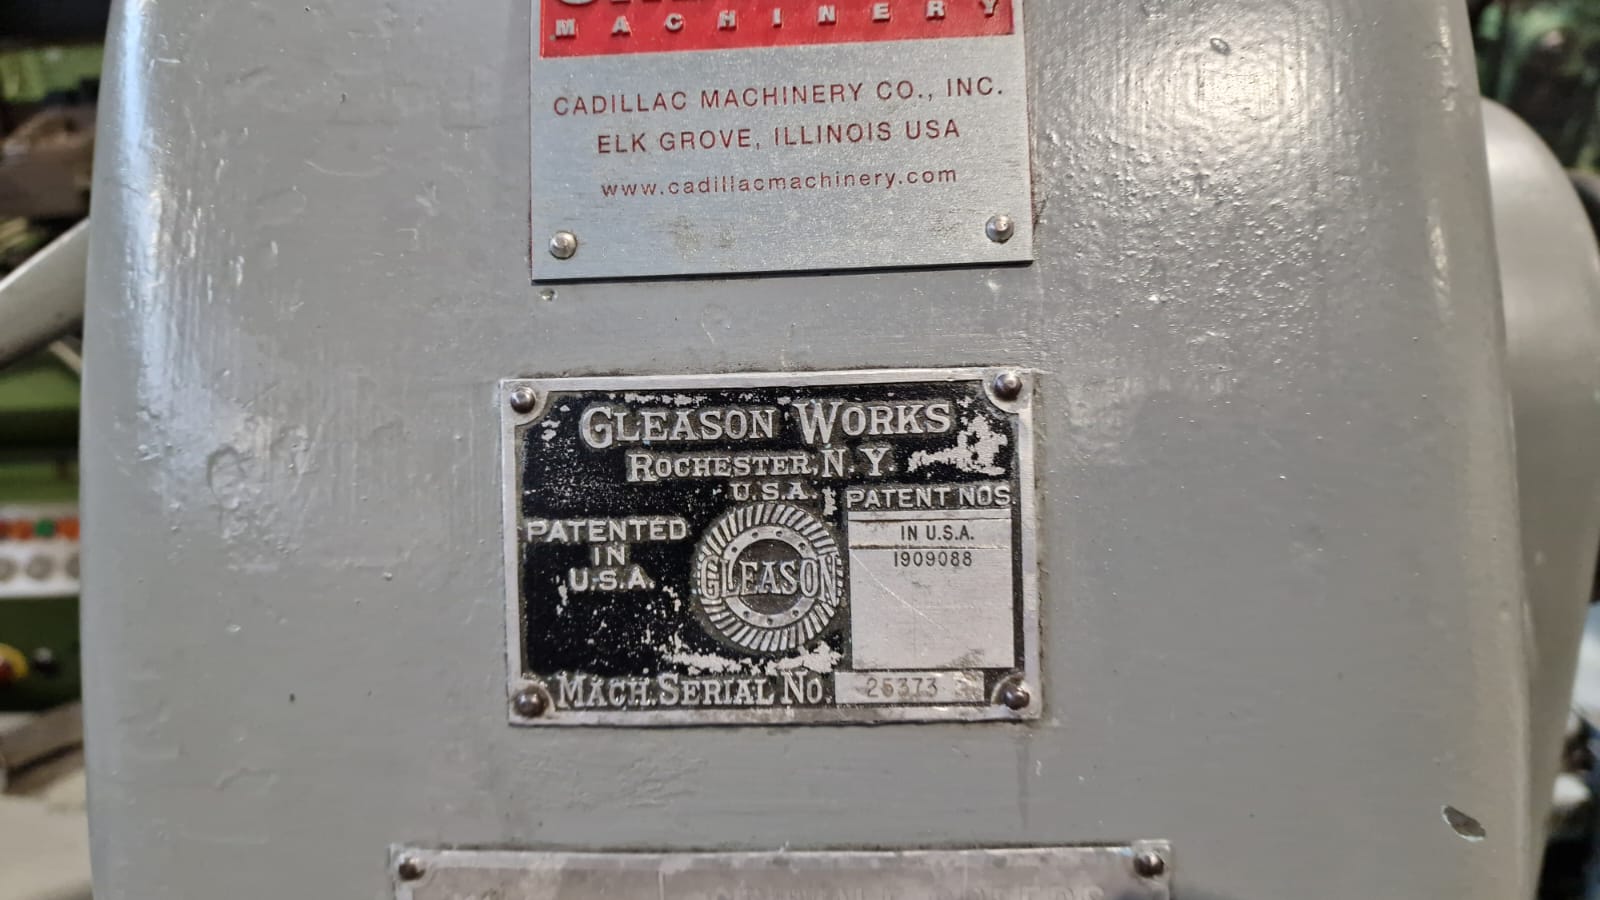 MACHINERY
CADILLAC MACHINERY CO., INC.
ELK GROVE, ILLINOIS USA
www.cadillacmachinery.com
GLEASON WORKS
ROCHESTER, N.Y.
U.S.A.
PATENT NOS.
PATENTED
IN
U.S.A.
GLEASON
IN U.S.A.
1909088
MACH. SERIAL NO. 25373